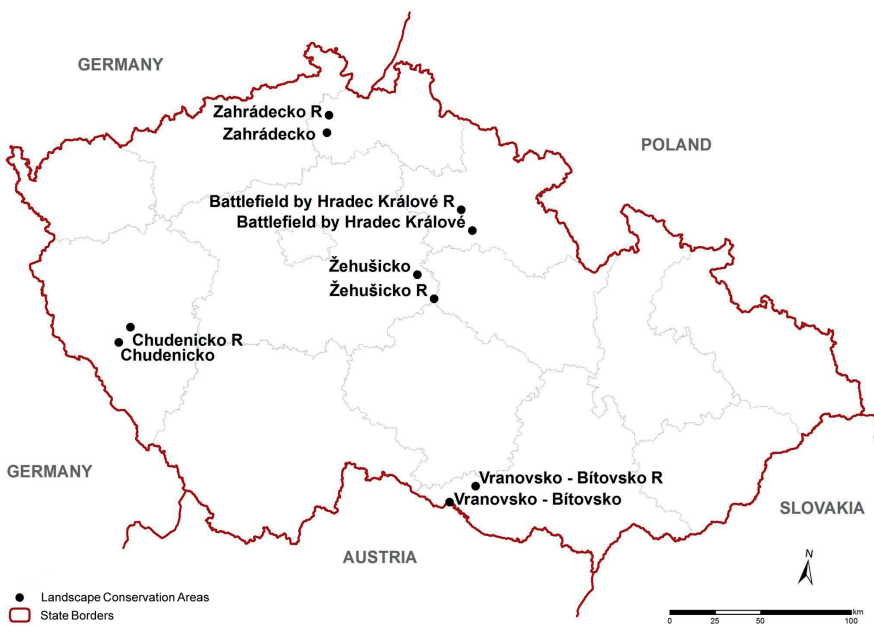 GERMANY
Zahrádecko R
Zahrádecko
POLAND
Battlefield by Hradec Králové R
Battlefield by Hradec Králové
Žehušicko
Žehušicko R
Chudenicko R
Chudenicko
GERMANY
Vranovsko - Bítovsko R
Vranovsko - Bítovsko
SLOVAKIA
AUSTRIA
N
Landscape Conservation Areas
State Borders
km
0 25 50 100